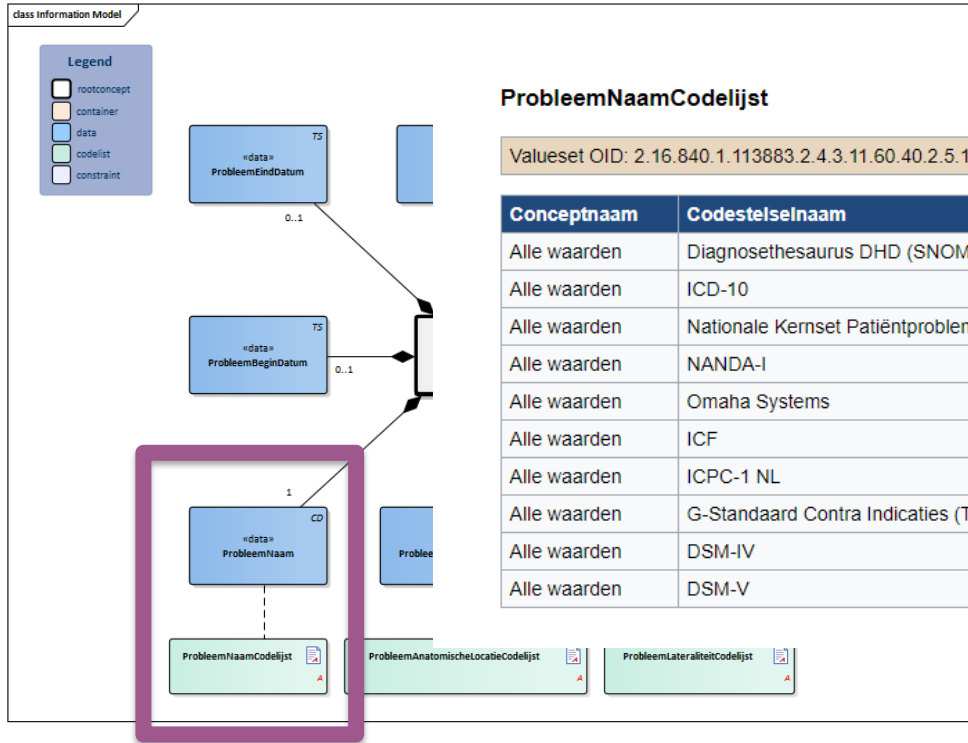 class Information Model
Legend
rootconcept
container
data
codelist
constraint
TS
«data»
ProbleemEindDatum
0..1
TS
«data»
ProbleemBeginDatum
0..1
1
CD
«data»
ProbleemNaam
ProbleemNaamCodelijst
A
ProbleemAnatomischeLocatieCodelijst
A
ProbleemLateraliteitCodelijst
A
Problee
ProbleemNaamCodelijst
Valueset OID: 2.16.840.1.113883.2.4.3.11.60.40.2.5.1
Conceptnaam Codestelselnaam
Alle waarden Diagnosethesaurus DHD (SNOM
Alle waarden ICD-10
Alle waarden Nationale Kernset Patiëntproblem
Alle waarden NANDA-I
Alle waarden Omaha Systems
Alle waarden ICF
Alle waarden ICPC-1 NL
Alle waarden G-Standaard Contra Indicaties (T
Alle waarden DSM-IV
Alle waarden DSM-V